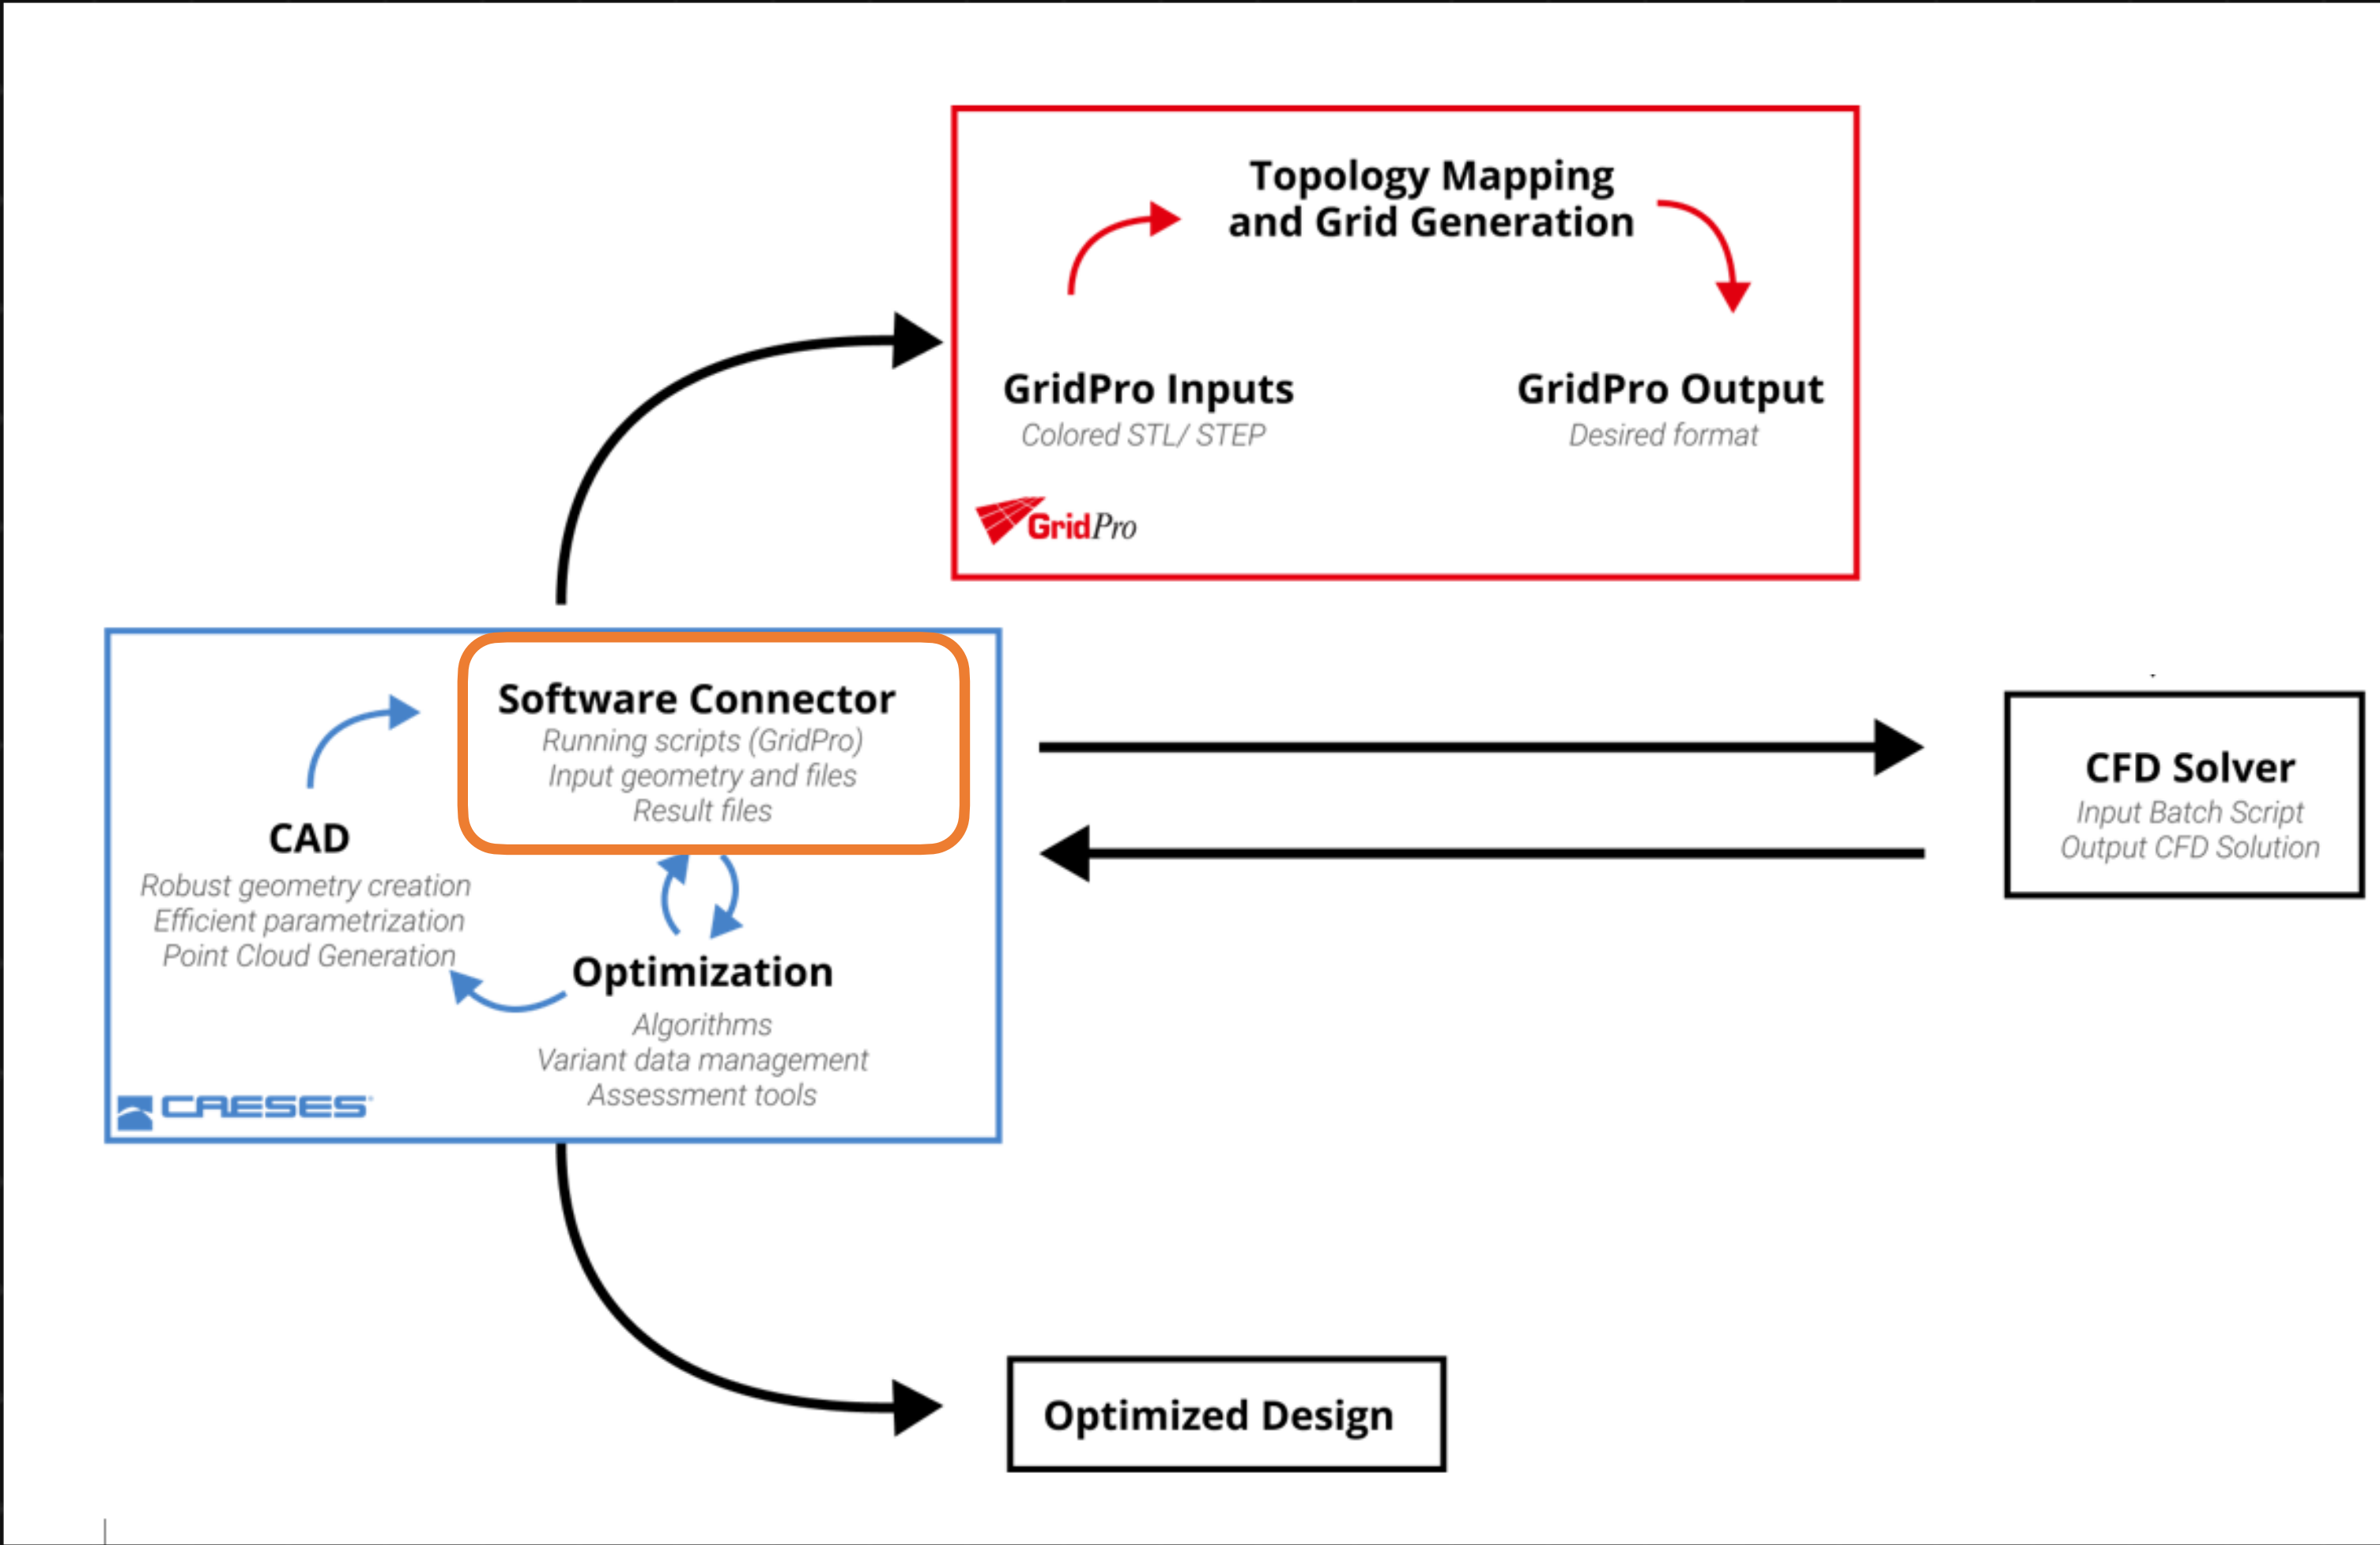 Topology Mapping
and Grid Generation
GridPro Inputs
Colored STL/ STEP
GridPro Output
Desired format
GridPro
Software Connector
Running scripts (GridPro)
Input geometry and files
Result files
CAD
Robust geometry creation
Efficient parametrization
Point Cloud Generation
Optimization
Algorithms
Variant data management
Assessment tools
CAESES®
CFD Solver
Input Batch Script
Output CFD Solution
Optimized Design